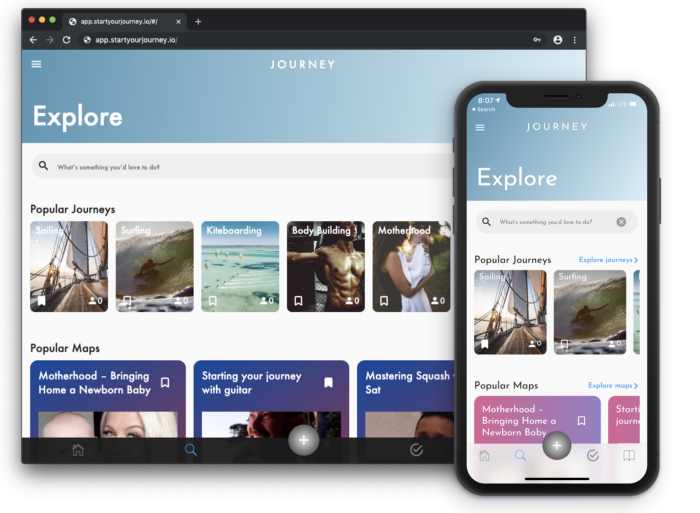 app.startyourjourney.io/#/
app.startyourjourney.io/
JOURNEY
Explore
What's something you'd love to do?
Popular Journeys
Sailing
Surfing
Kiteboarding
Body Building
Motherhood
0
0
0
0
0
Popular Maps
Motherhood – Bringing
Home a Newborn Baby
Starting your journey
with guitar
Mastering Squash
Sat
8:07
Search
LTE
JOURNEY
Explore
What's something you'd love to do?
Popular Journeys
Explore journeys
Sailing
Surfing
0
0
Popular Maps
Explore maps
Motherhood –
Bringing Home a
Newborn Baby
Starti
journe